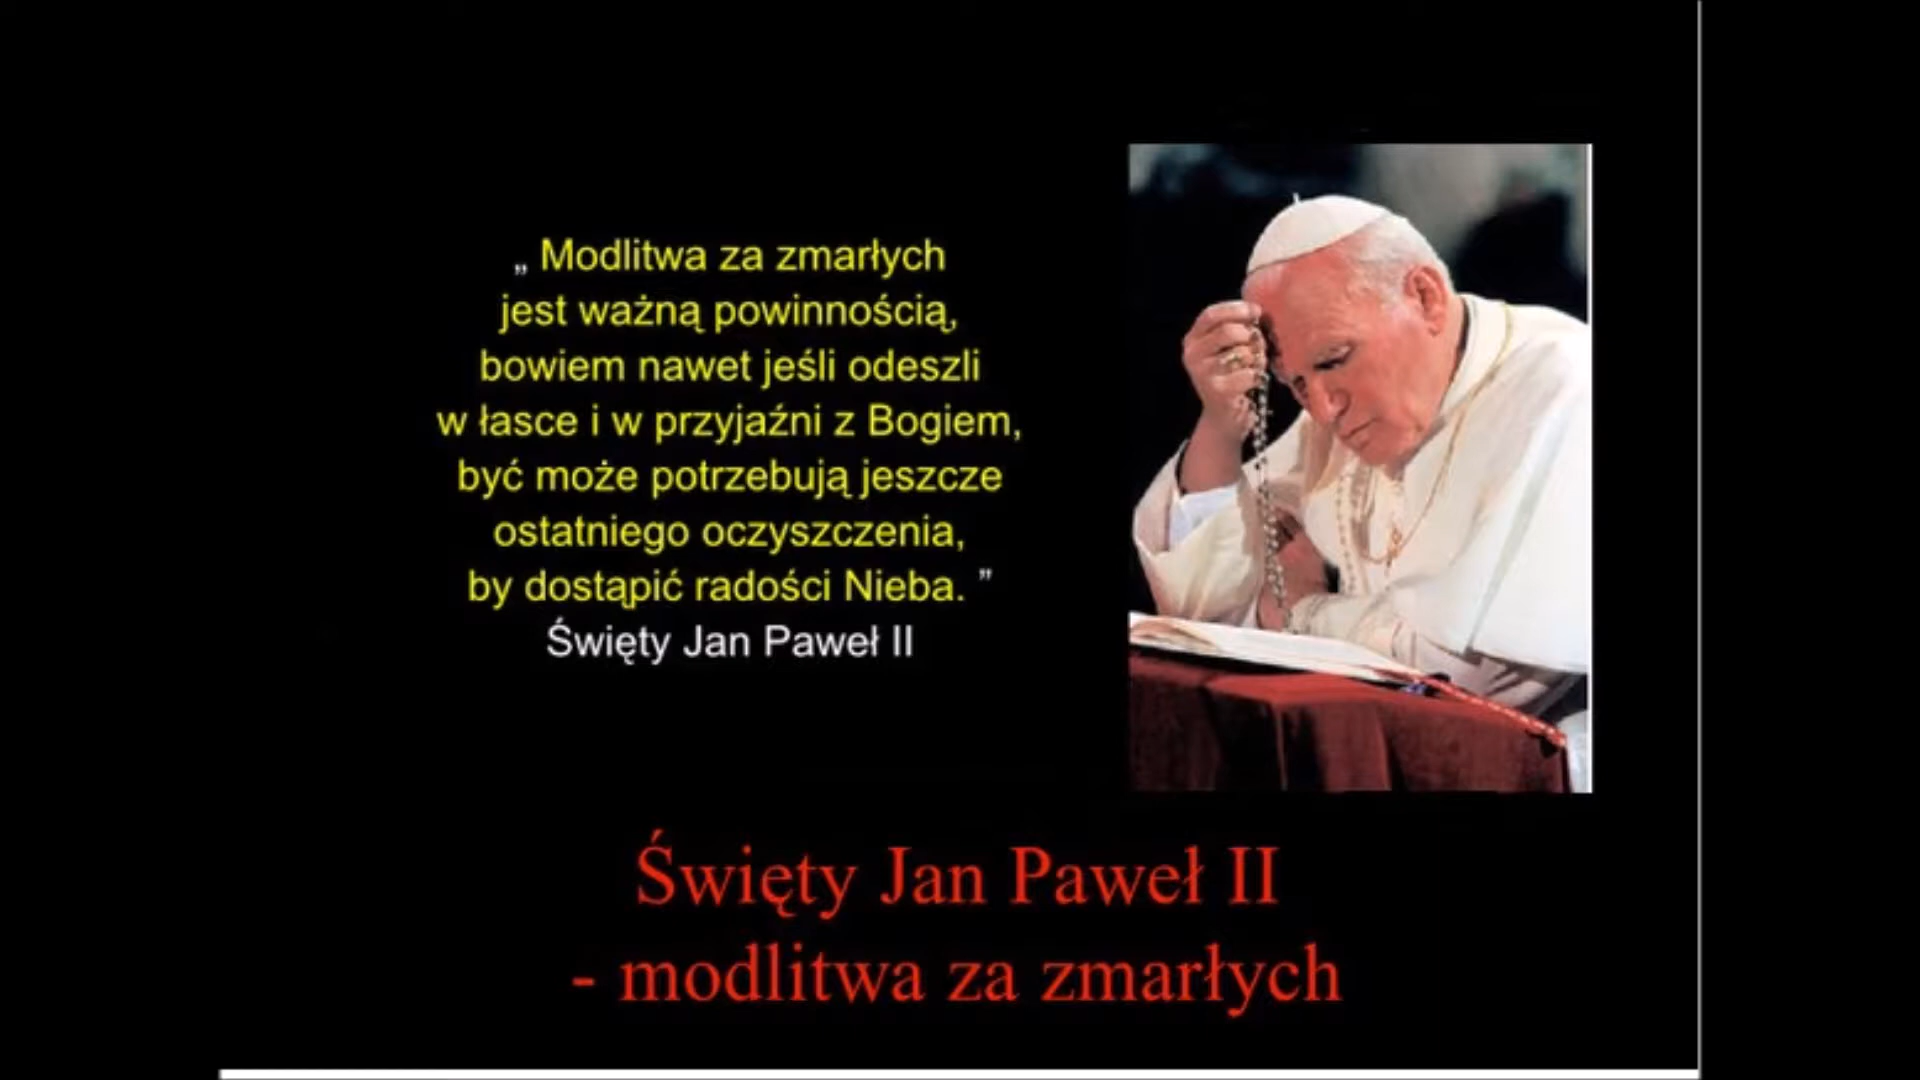 „ Modlitwa za zmarłych
jest ważną powinnością,
bowiem nawet jeśli odeszli
w łasce i w przyjaźni z Bogiem,
być może potrzebują jeszcze
ostatniego oczyszczenia,
by dostąpić radości Nieba. ”
Święty Jan Paweł II
Święty Jan Paweł II
- modlitwa za zmarłych